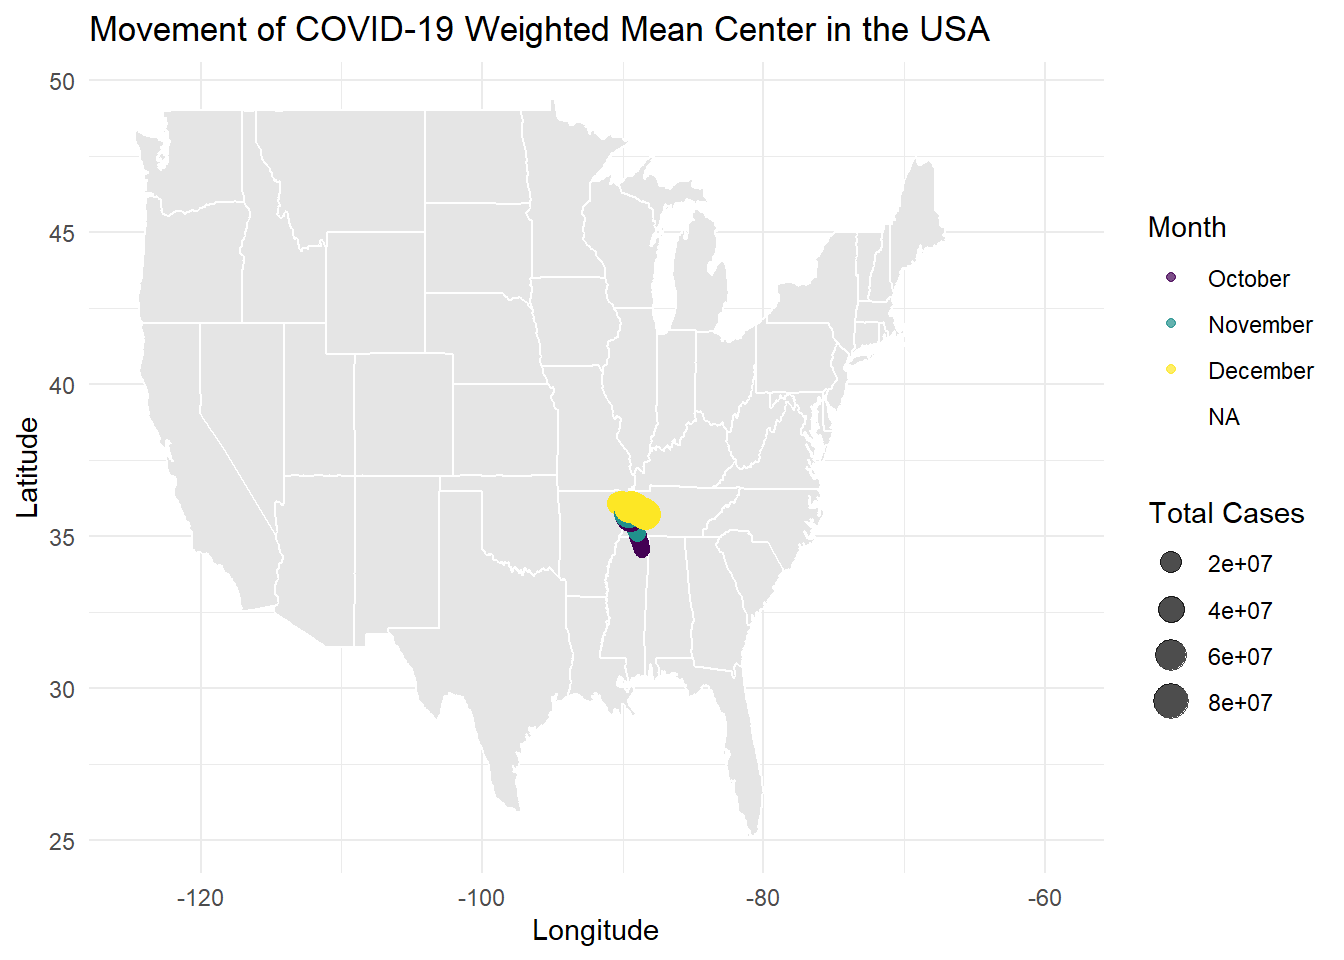 Movement of COVID-19 Weighted Mean Center in the USA
50
45
40
35
30
25
Latitude
-120
-100
-80
-60
Longitude
Month
October
November
December
NA
Total Cases
2e+07
4e+07
6e+07
8e+07